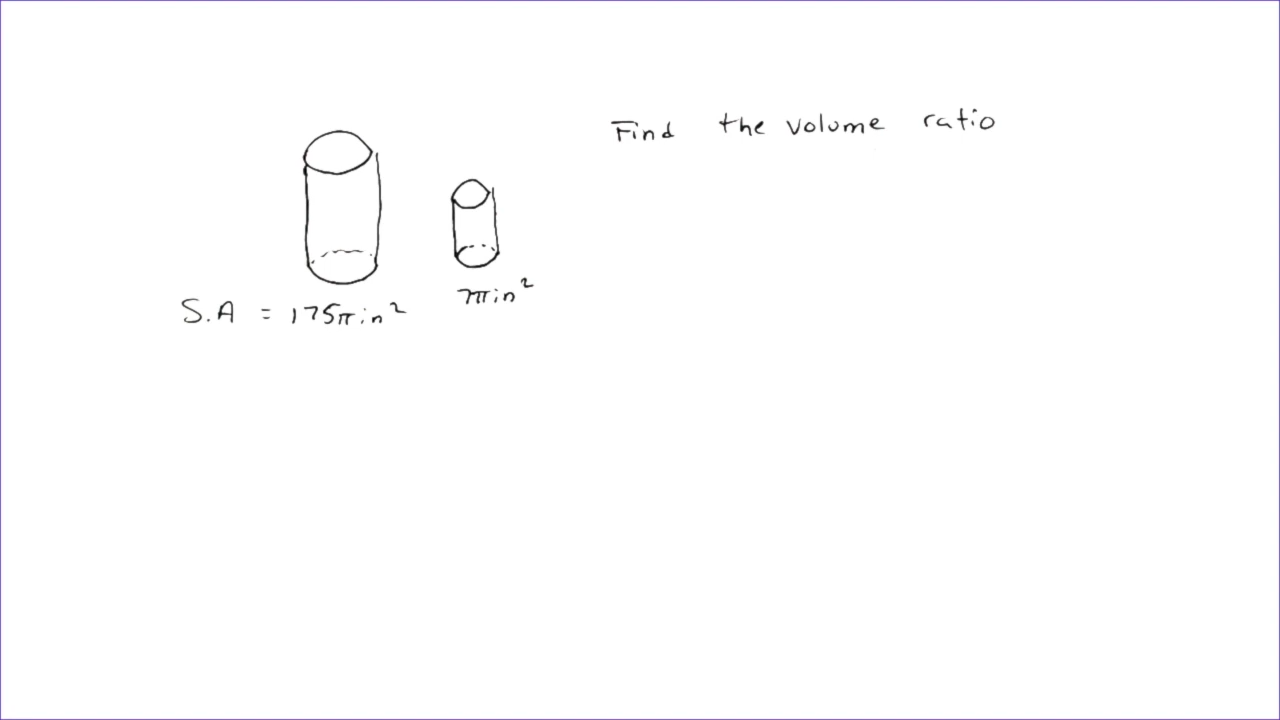 Find the volume ratio
S.A = 175π in²
7π in²